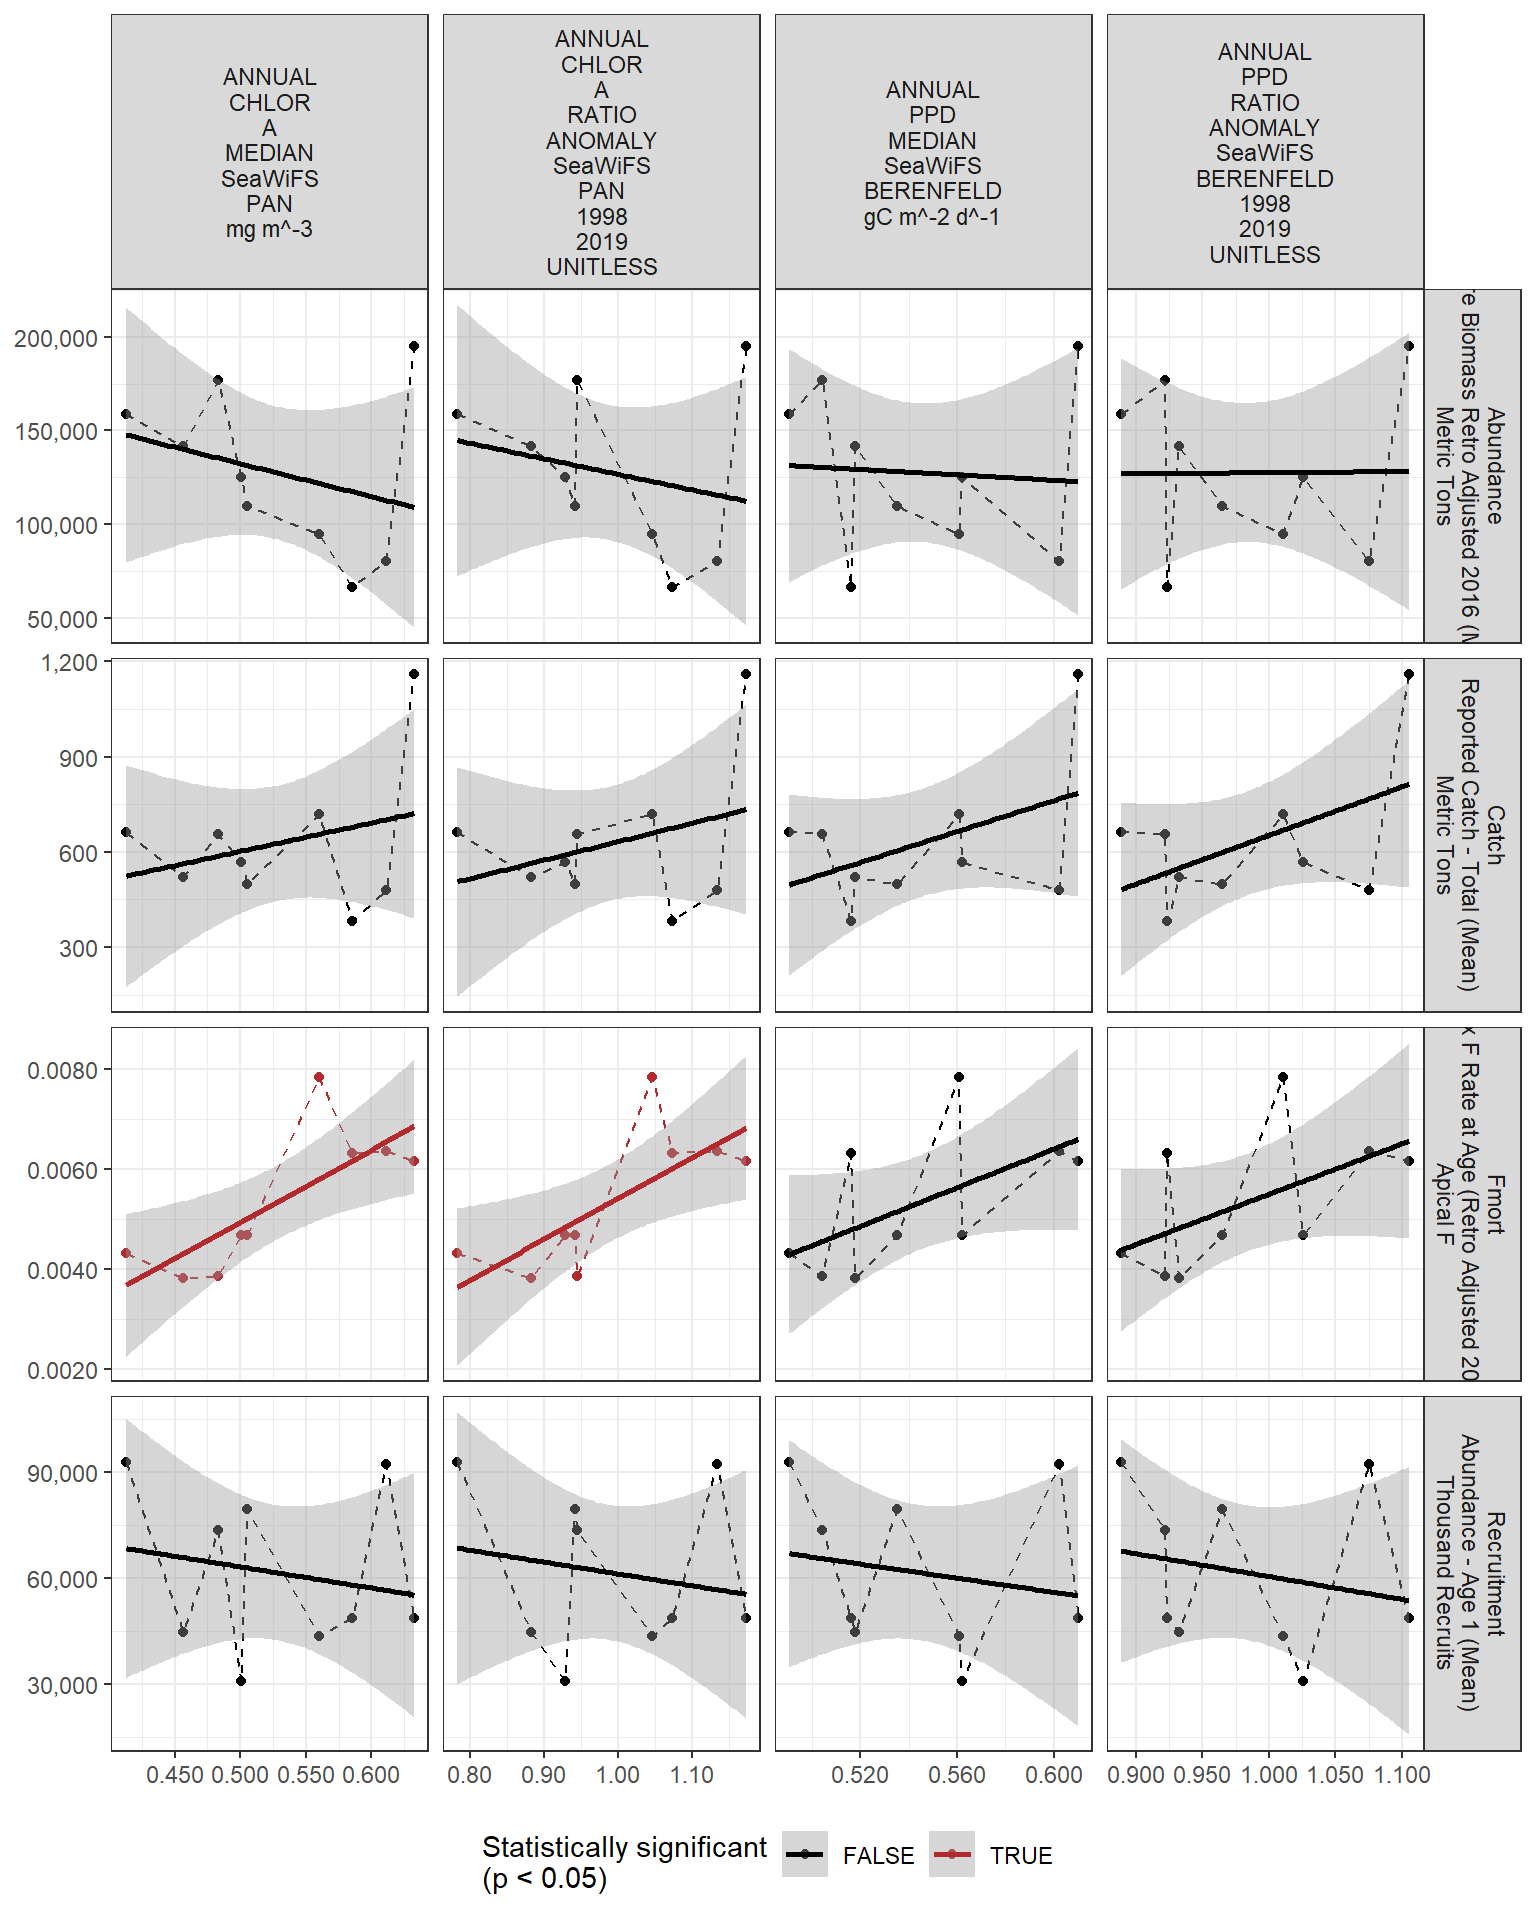 ANNUAL
CHLOR
A
MEDIAN
SeaWiFS
PAN
mg m^-3
ANNUAL
CHLOR
A
RATIO
ANOMALY
SeaWiFS
PAN
1998
2019
UNITLESS
ANNUAL
PPD
MEDIAN
SeaWiFS
BERENFELD
gC m^-2 d^-1
ANNUAL
PPD
RATIO
ANOMALY
SeaWiFS
BERENFELD
1998
2019
UNITLESS
200,000
150,000
100,000
50,000
Abundance
e Biomass Retro Adjusted 2016 (
Metric Tons
1,200
900
600
300
Catch
Reported Catch - Total (Mean)
Metric Tons
0.0080
0.0060
0.0040
0.0020
Fmort
x F Rate at Age (Retro Adjusted 20
Apical F
90,000
60,000
30,000
Recruitment
Abundance - Age 1 (Mean)
Thousand Recruits
0.450 0.500 0.550 0.600
0.80 0.90 1.00 1.10
0.520 0.560 0.600
0.900 0.950 1.000 1.050 1.100
Statistically significant
(p < 0.05)
FALSE
TRUE